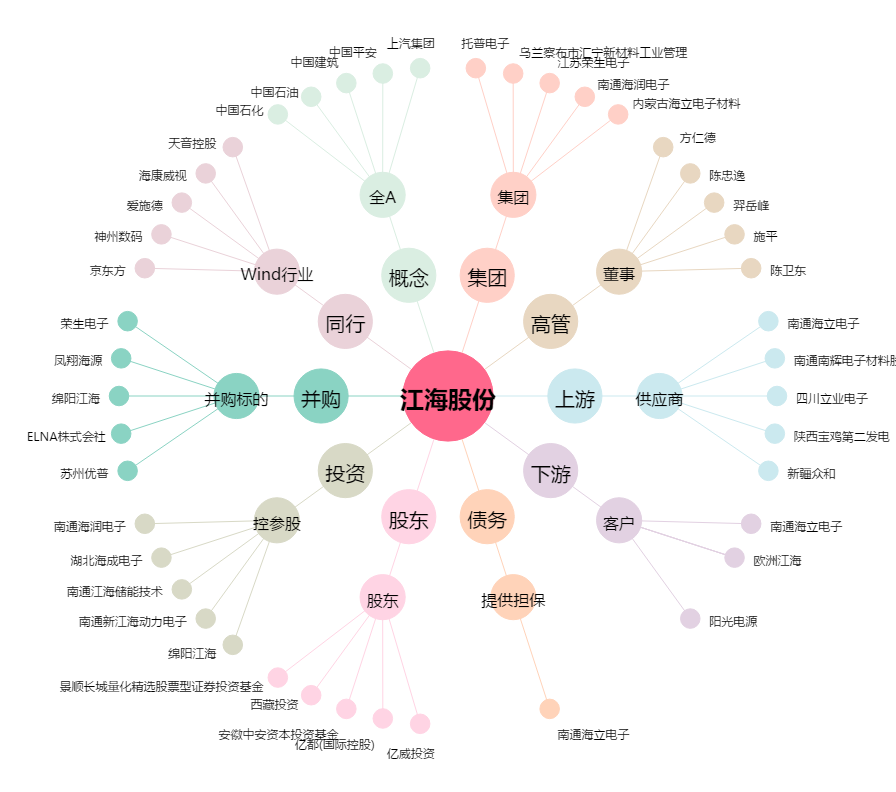 上汽集团
托普电子
中国平安
乌兰察布市汇宁新材料工业管理
中国建筑
江苏荣生电子
中国石油
南通海润电子
中国石化
内蒙古海立电子材料
天音控股
方仁德
海康威视
陈忠逸
全A
集团
爱施德
羿岳峰
神州数码
施平
京东方
Wind行业
概念
集团
董事
陈卫东
荣生电子
同行
高管
南通海立电子
凤翔海源
南通南辉电子材料股
绵阳江海
并购标的
并购
江海股份
上游
供应商
四川立业电子
ELNA株式会社
陕西宝鸡第二发电
苏州优普
投资
下游
新疆众和
南通海润电子
控参股
股东
债务
客户
南通海立电子
湖北海成电子
欧洲江海
南通江海储能技术
股东
提供担保
南通新江海动力电子
阳光电源
绵阳江海
景顺长城量化精选股票型证券投资基金
西藏投资
安徽中安资本投资基金
南通海立电子
亿都(国际控股)
亿威投资